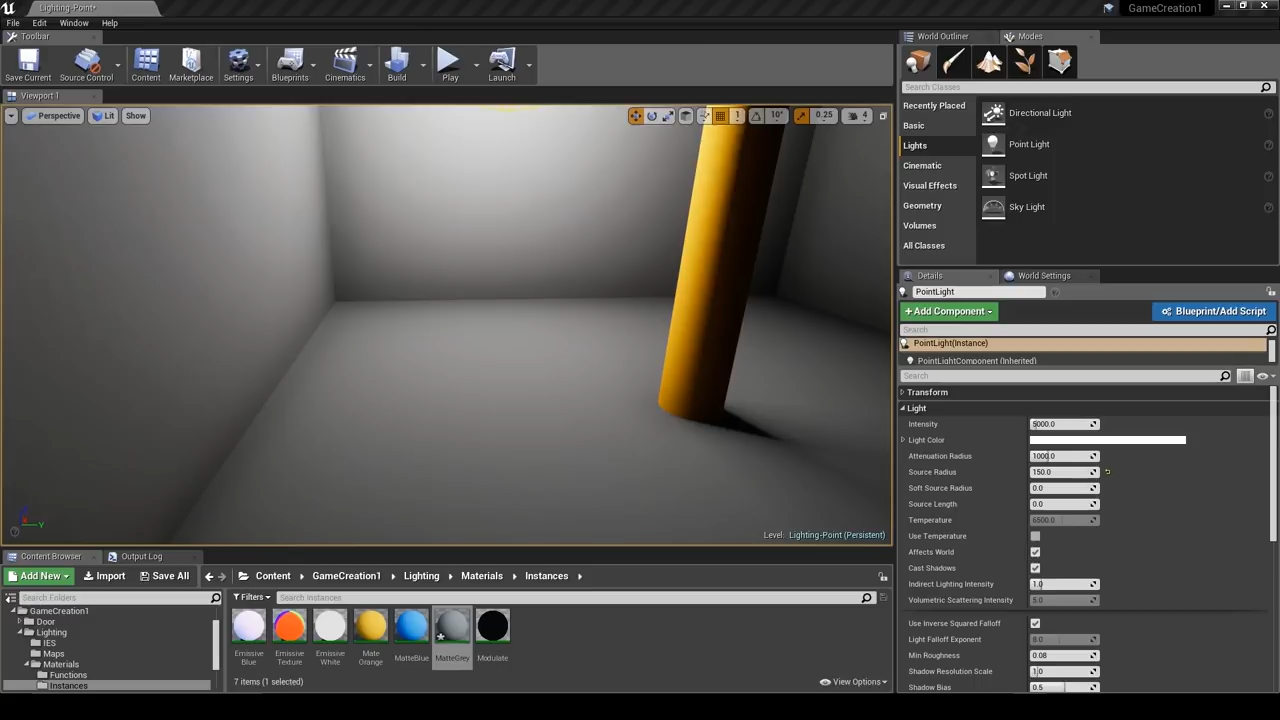 Lighting-Point*
GameCreation1
File Edit Window Help
Toolbar
World Outliner Modes
Save Current Source Control Content Marketplace Settings Blueprints Cinematics Build Play Launch
Search Classes
Viewport 1
Perspective Lit Show 1 10° 0.25 4
Recently Placed
Basic
Lights
Cinematic
Visual Effects
Geometry
Volumes
All Classes
Directional Light
Point Light
Spot Light
Sky Light
Details World Settings
PointLight
+Add Component Blueprint/Add Script
Search
PointLight(Instance)
PointLightComponent (Inherited)
Search
Transform
Light
Intensity 5000.0
Light Color
Attenuation Radius 1000.0
Source Radius 150.0
Soft Source Radius 0.0
Source Length 0.0
Temperature 6500.0
Use Temperature
Affects World
Cast Shadows
Indirect Lighting Intensity 1.0
Volumetric Scattering Intensity 5.0
Use Inverse Squared Falloff
Light Falloff Exponent 8.0
Min Roughness 0.08
Shadow Resolution Scale 1.0
Shadow Bias 0.5
Z
Y
Level: Lighting-Point (Persistent)
Content Browser Output Log
Add New Import Save All Content GameCreation1 Lighting Materials Instances
Search Folders
Filters Search Instances
GameCreation1
Door
Lighting
IES
Maps
Materials
Functions
Instances
Emissive Blue
Emissive Texture
Emissive White
Mate Orange
MatteBlue
MatteGrey
Modulate
7 items (1 selected) View Options